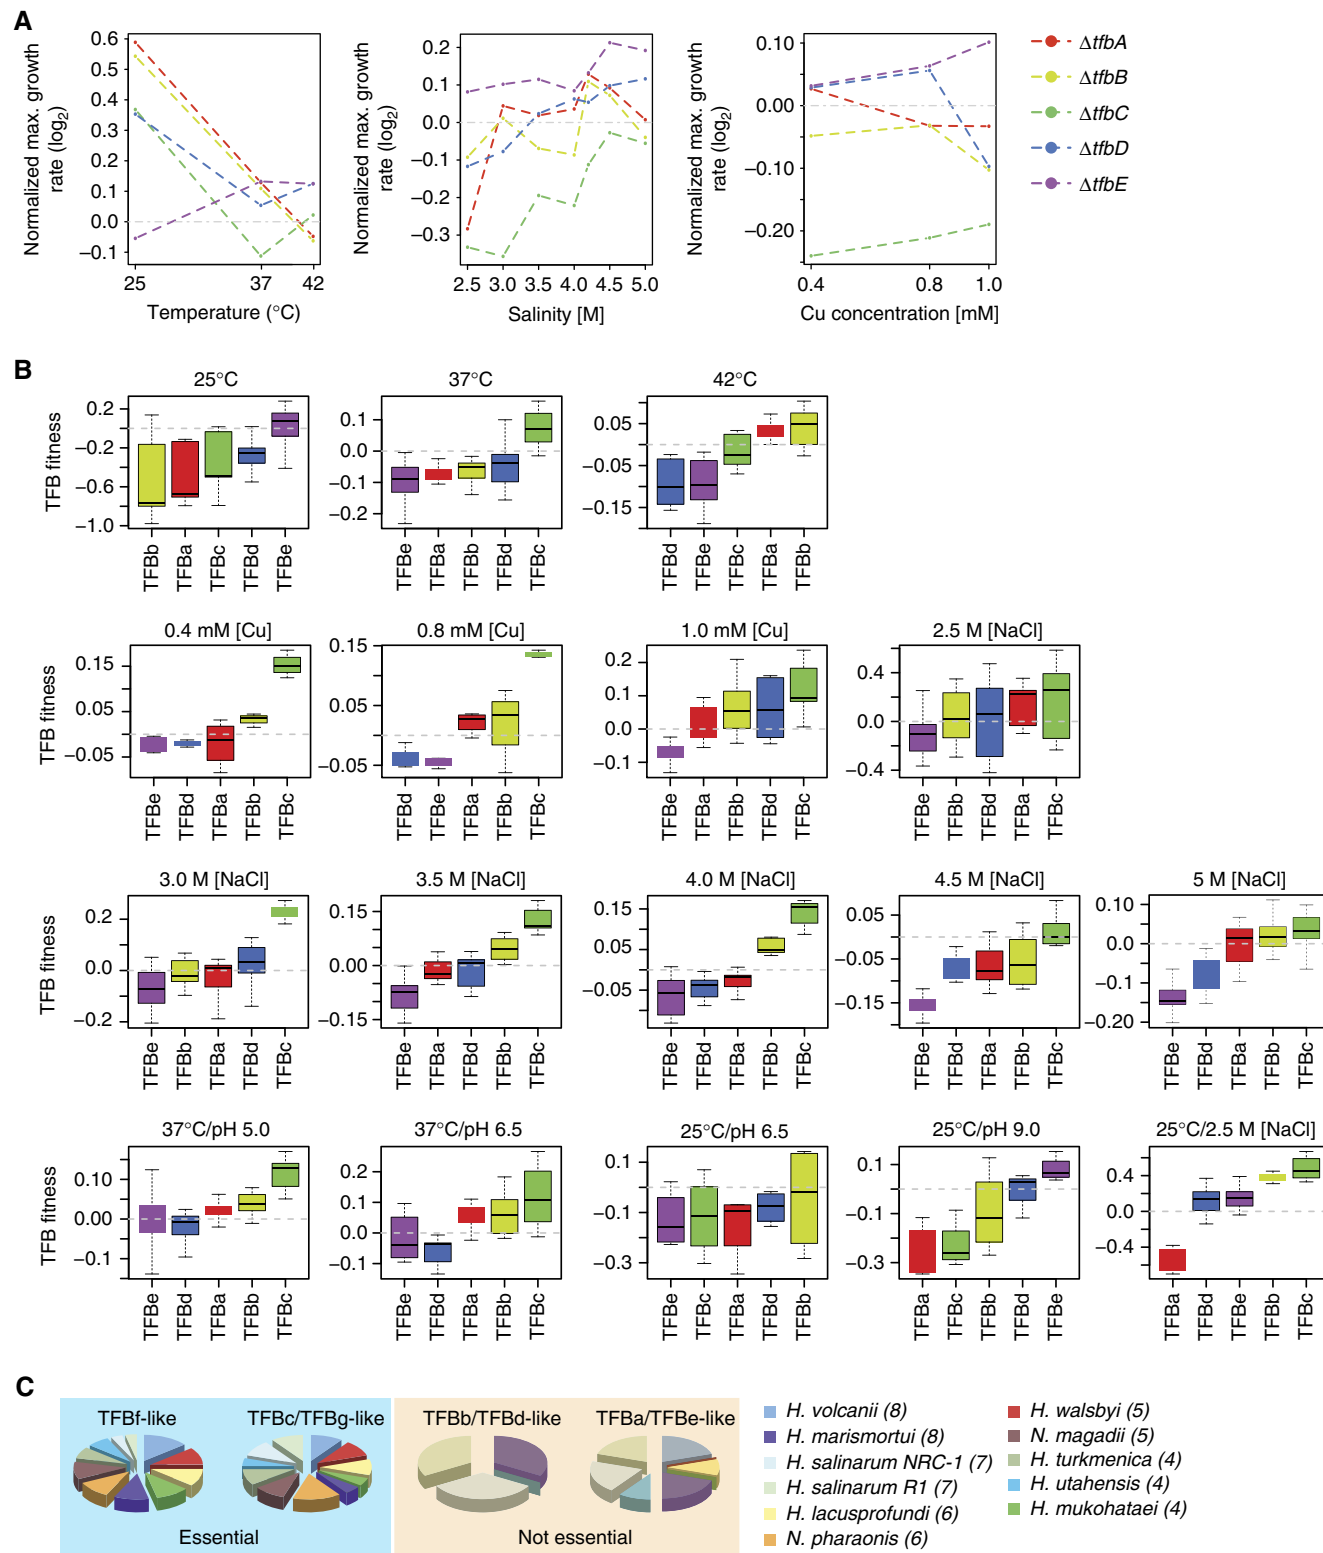 A
Normalized max. growth
rate (log2)
0.6
0.5
0.4
0.3
0.2
0.1
0.0
−0.1
25 37 42
Temperature (°C)
Normalized max. growth
rate (log2)
0.2
0.1
0.0
−0.1
−0.2
−0.3
2.5 3.0 3.5 4.0 4.5 5.0
Salinity [M]
Normalized max. growth
rate (log2)
0.10
0.00
−0.10
−0.20
0.4 0.8 1.0
Cu concentration [mM]
ΔtfbA
ΔtfbB
ΔtfbC
ΔtfbD
ΔtfbE
B
TFB fitness
25°C
0.2
−0.2
−0.6
−1.0
TFBb TFBa TFBc TFBd TFBe
37°C
0.1
0.0
−0.1
−0.2
TFBe TFBa TFBb TFBd TFBc
42°C
0.05
−0.05
−0.15
TFBd TFBe TFBc TFBa TFBb
TFB fitness
0.4 mM [Cu]
0.15
0.05
−0.05
TFBe TFBd TFBa TFBb TFBc
0.8 mM [Cu]
0.15
0.05
−0.05
TFBd TFBe TFBa TFBb TFBc
1.0 mM [Cu]
0.2
0.1
0.0
−0.1
TFBe TFBa TFBb TFBd TFBc
2.5 M [NaCl]
0.4
0.0
−0.4
TFBe TFBb TFBd TFBa TFBc
TFB fitness
3.0 M [NaCl]
0.2
0.0
−0.2
TFBe TFBb TFBa TFBd TFBc
3.5 M [NaCl]
0.15
0.00
−0.15
TFBe TFBa TFBd TFBb TFBc
4.0 M [NaCl]
0.15
0.05
−0.05
TFBe TFBd TFBa TFBb TFBc
4.5 M [NaCl]
0.05
−0.05
−0.15
TFBe TFBd TFBa TFBb TFBc
5 M [NaCl]
0.10
0.0
−0.1
−0.20
TFBe TFBd TFBa TFBb TFBc
TFB fitness
37°C/pH 5.0
0.10
0.00
−0.1
TFBe TFBd TFBa TFBb TFBc
37°C/pH 6.5
0.2
0.1
0.0
−0.1
TFBe TFBd TFBa TFBb TFBc
25°C/pH 6.5
0.1
−0.1
−0.3
TFBe TFBc TFBa TFBd TFBb
25°C/pH 9.0
0.1
−0.1
−0.3
TFBa TFBc TFBb TFBd TFBe
25°C/2.5 M [NaCl]
0.4
0.0
−0.4
TFBa TFBd TFBe TFBb TFBc
C
TFBf-like TFBc/TFBg-like
Essential
TFBb/TFBd-like TFBa/TFBe-like
Not essential
H. volcanii (8)
H. marismortui (8)
H. salinarum NRC-1 (7)
H. salinarum R1 (7)
H. lacusprofundi (6)
N. pharaonis (6)
H. walsbyi (5)
N. magadii (5)
H. turkmenica (4)
H. utahensis (4)
H. mukohataei (4)